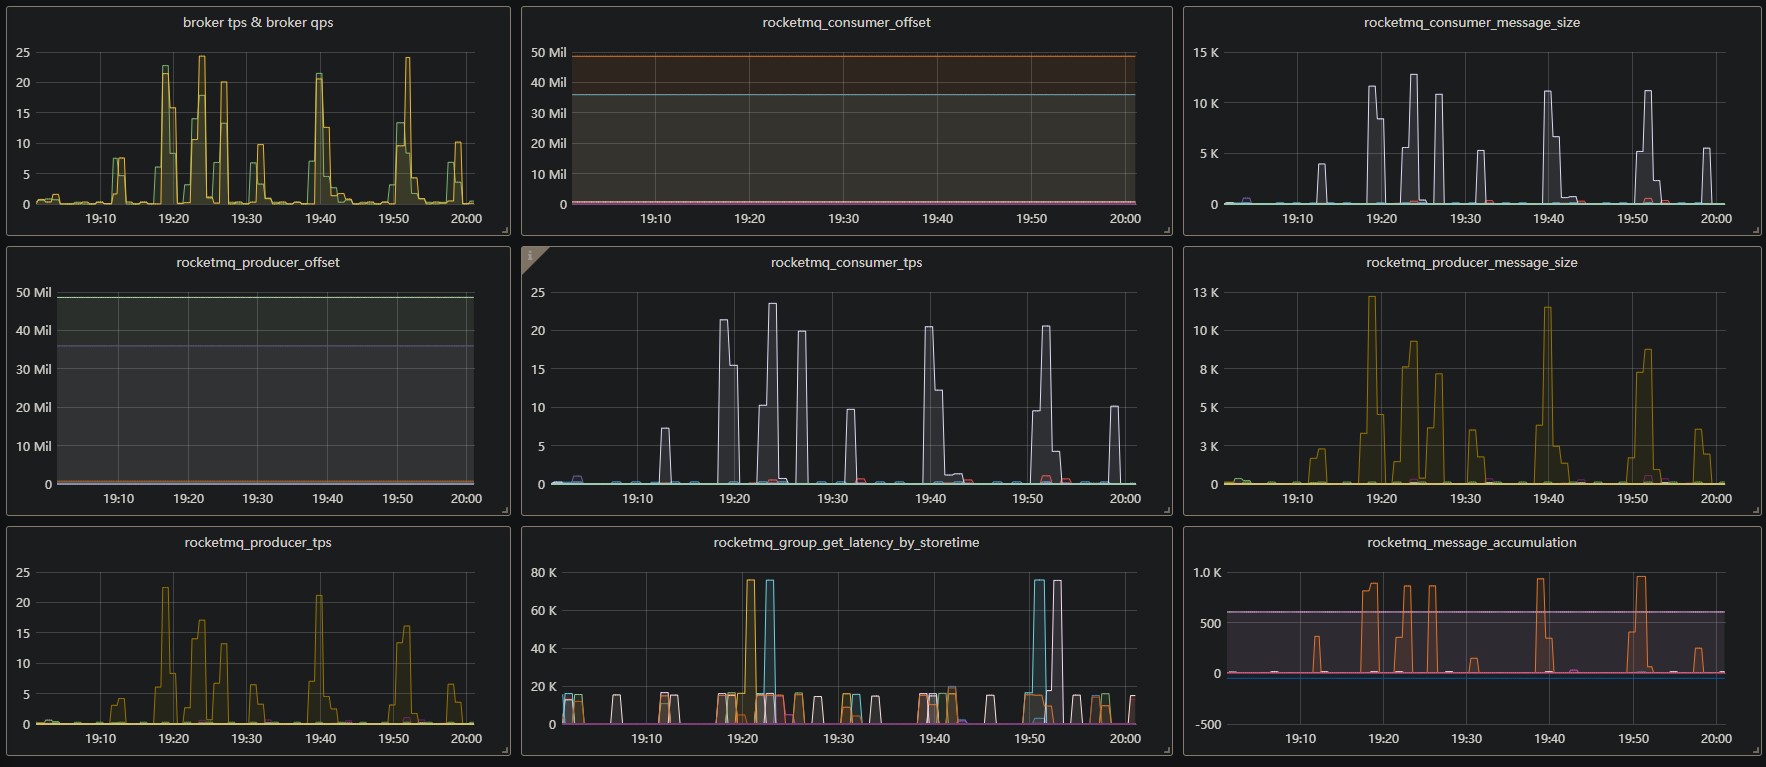 broker tps & broker qps
25
20
15
10
5
0
19:10 19:20 19:30 19:40 19:50 20:00
rocketmq_consumer_offset
50 Mil
40 Mil
30 Mil
20 Mil
10 Mil
0
19:10 19:20 19:30 19:40 19:50 20:00
rocketmq_consumer_message_size
15 K
10 K
5 K
0
19:10 19:20 19:30 19:40 19:50 20:00
rocketmq_producer_offset
50 Mil
40 Mil
30 Mil
20 Mil
10 Mil
0
19:10 19:20 19:30 19:40 19:50 20:00
i
rocketmq_consumer_tps
25
20
15
10
5
0
19:10 19:20 19:30 19:40 19:50 20:00
rocketmq_producer_message_size
13 K
10 K
8 K
5 K
3 K
0
19:10 19:20 19:30 19:40 19:50 20:00
rocketmq_producer_tps
25
20
15
10
5
0
19:10 19:20 19:30 19:40 19:50 20:00
rocketmq_group_get_latency_by_storetime
80 K
60 K
40 K
20 K
0
19:10 19:20 19:30 19:40 19:50 20:00
rocketmq_message_accumulation
1.0 K
500
0
-500
19:10 19:20 19:30 19:40 19:50 20:00